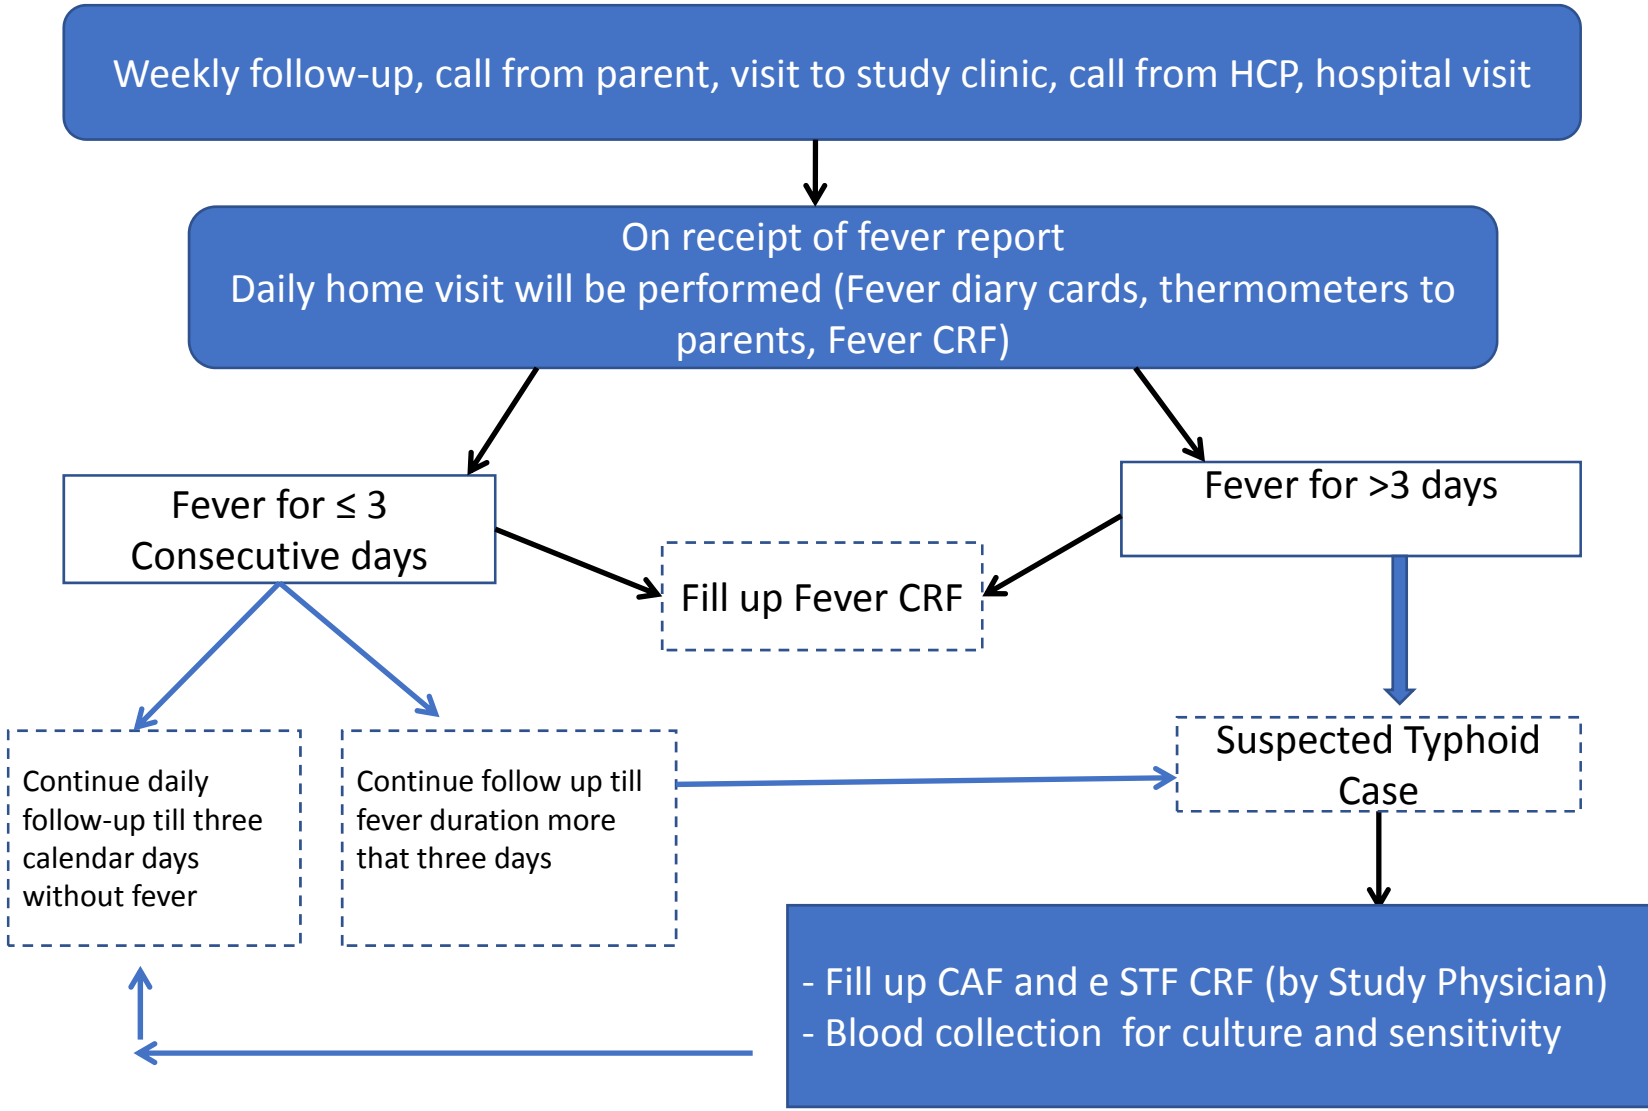 Weekly follow-up, call from parent, visit to study clinic, call from HCP, hospital visit
On receipt of fever report
Daily home visit will be performed (Fever diary cards, thermometers to
parents, Fever CRF)
Fever for ≤ 3
Consecutive days
Fever for >3 days
Fill up Fever CRF
Continue daily
follow-up till three
calendar days
without fever
Continue follow up till
fever duration more
that three days
Suspected Typhoid
Case
- Fill up CAF and e STF CRF (by Study Physician)
- Blood collection  for culture and sensitivity